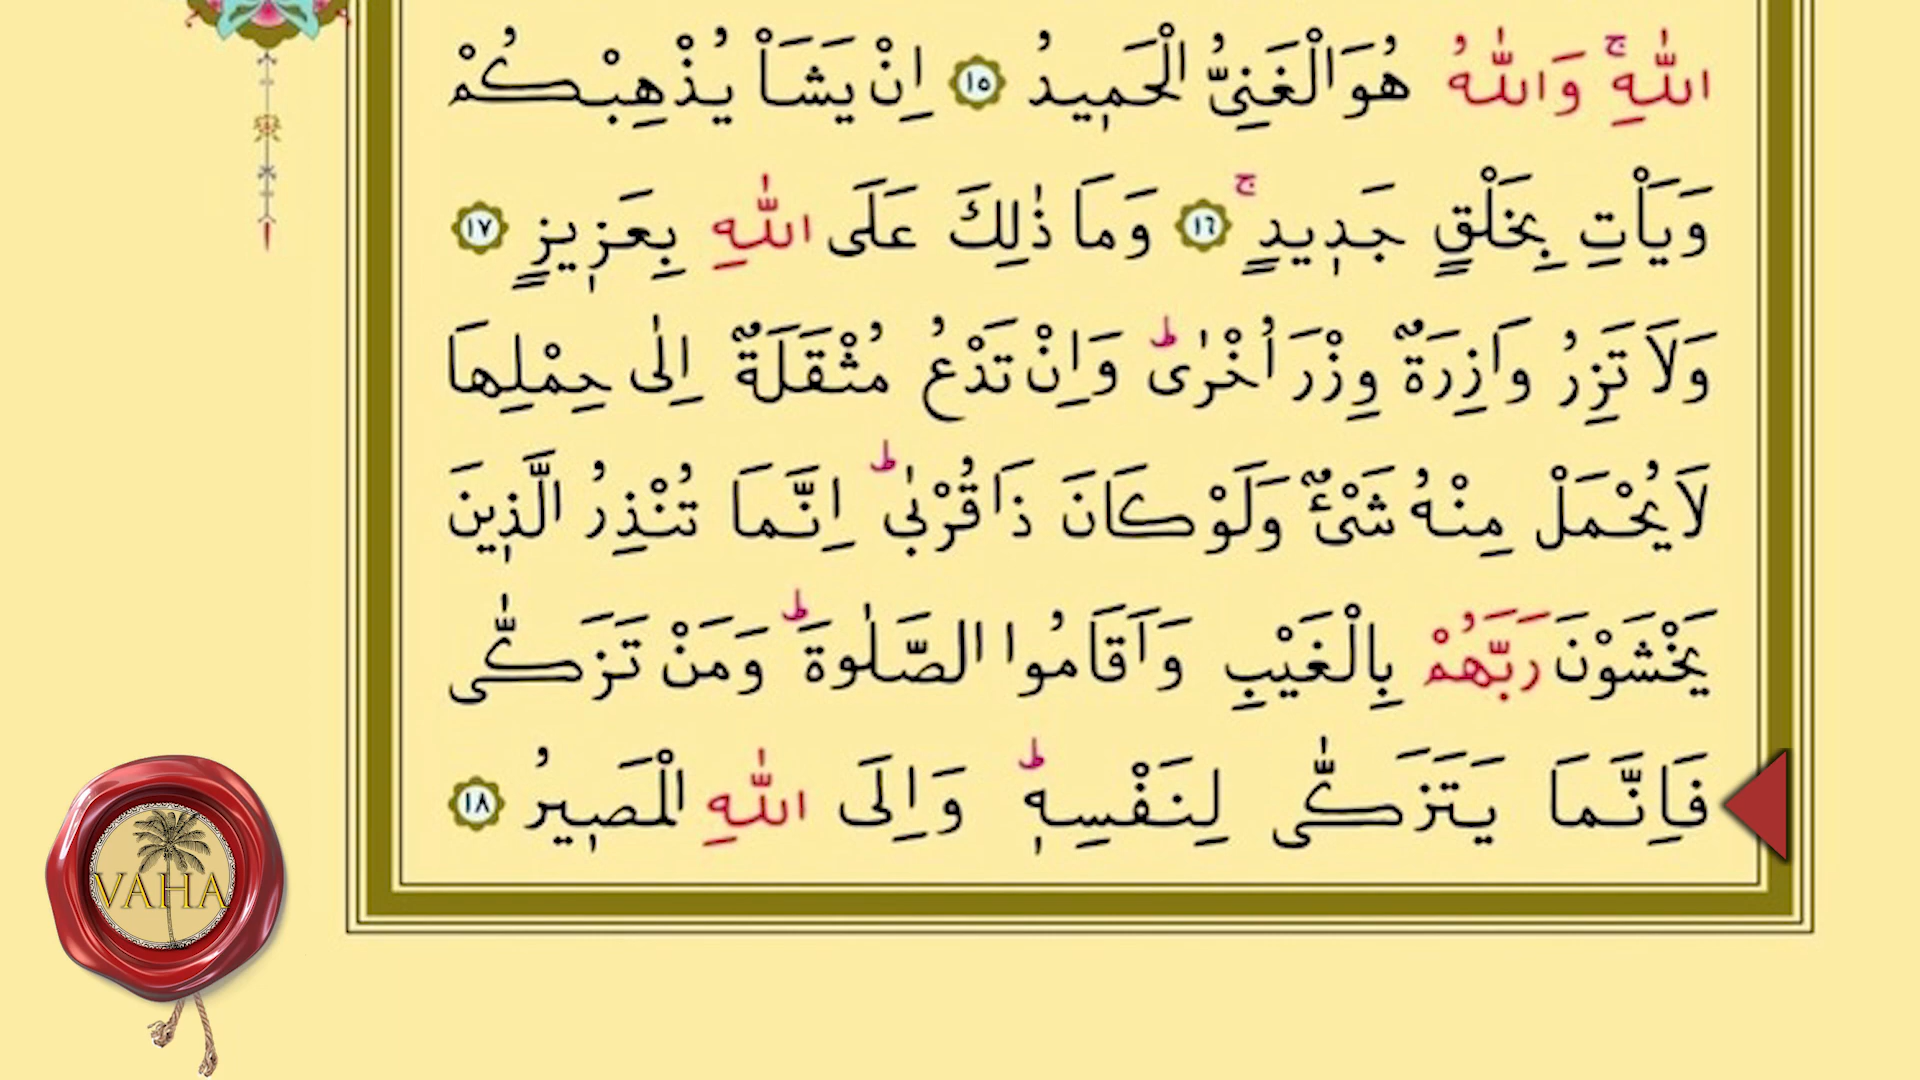 اللّٰهِۚ وَاللّٰهُ هُوَ الْغَنِىُّ الْحَم۪يدُ ﴿١٥﴾ اِنْ يَشَأْ يُذْهِبْكُمْ
وَيَأْتِ بِخَلْقٍ جَد۪يدٍۚ ﴿١٦﴾ وَمَا ذٰلِكَ عَلَى اللّٰهِ بِعَز۪يزٍ ﴿١٧﴾
وَلَا تَزِرُ وَازِرَةٌ وِزْرَ اُخْرٰىۜ وَاِنْ تَدْعُ مُثْقَلَةٌ اِلٰى حِمْلِهَا
لَا يُحْمَلْ مِنْهُ شَىْءٌ وَلَوْ كَانَ ذَا قُرْبٰىۜ اِنَّمَا تُنْذِرُ الَّذ۪ينَ
يَخْشَوْنَ رَبَّهُمْ بِالْغَيْبِ وَاَقَامُوا الصَّلٰوةَۜ وَمَنْ تَزَكّٰى
فَاِنَّمَا يَتَزَكّٰى لِنَفْسِه۪ۜ وَاِلَى اللّٰهِ الْمَص۪يرُ ﴿١٨﴾
VAHA